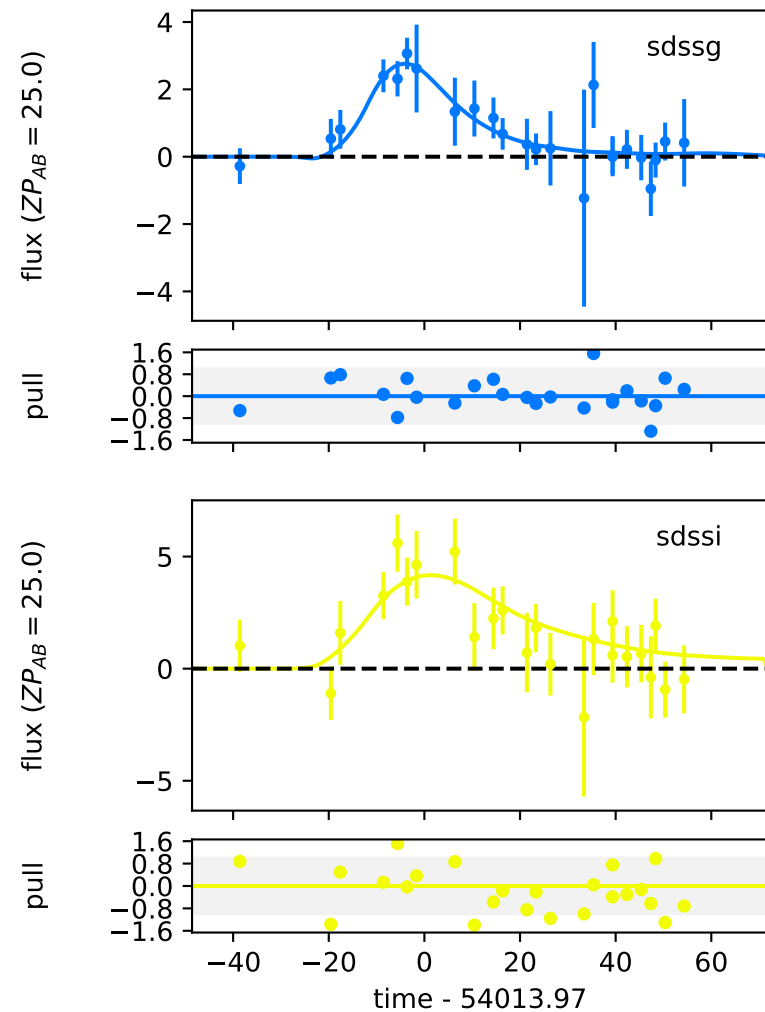 4
2
0
−2
−4
flux (ZP_AB = 25.0)
sdssg
1.6
0.8
0.0
−0.8
−1.6
pull
5
0
−5
flux (ZP_AB = 25.0)
sdssi
1.6
0.8
0.0
−0.8
−1.6
pull
−40 −20 0 20 40 60
time - 54013.97